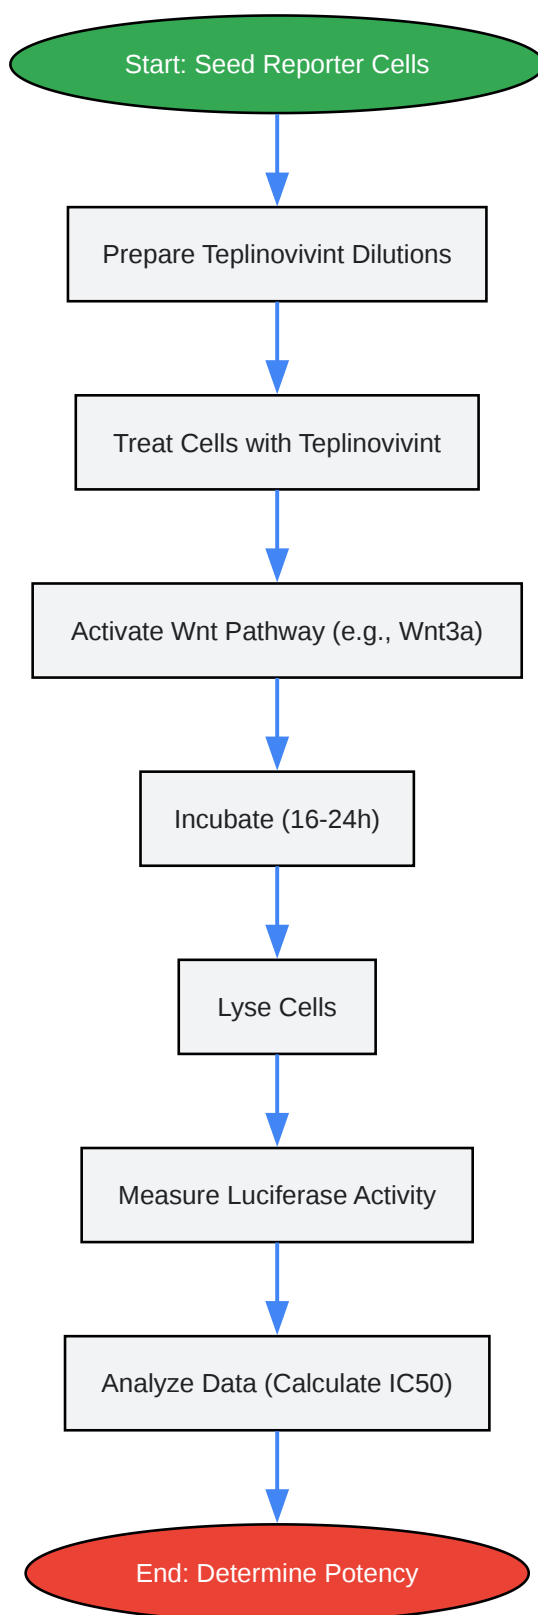 Start: Seed Reporter Cells
Prepare Teplinovivint Dilutions
Treat Cells with Teplinovivint
Activate Wnt Pathway (e.g., Wnt3a)
Incubate (16-24h)
Lyse Cells
Measure Luciferase Activity
Analyze Data (Calculate IC50)
End: Determine Potency